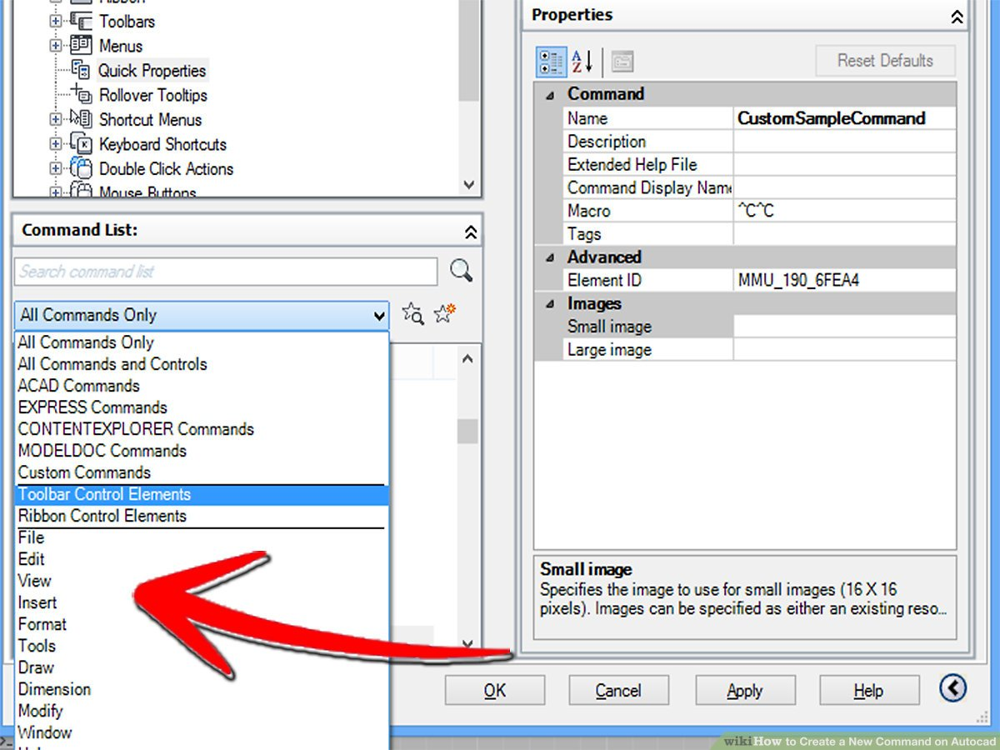 Ribbon
Toolbars
Menus
Quick Properties
Rollover Tooltips
Shortcut Menus
Keyboard Shortcuts
Double Click Actions
Mouse Buttons
Command List:
Search command list
All Commands Only
All Commands Only
All Commands and Controls
ACAD Commands
EXPRESS Commands
CONTENTEXPLORER Commands
MODELDOC Commands
Custom Commands
Toolbar Control Elements
Ribbon Control Elements
File
Edit
View
Insert
Format
Tools
Draw
Dimension
Modify
Window
Properties
Reset Defaults
Command
Name CustomSampleCommand
Description
Extended Help File
Command Display Name
Macro ^C^C
Tags
Advanced
Element ID MMU_190_6FEA4
Images
Small image
Large image
Small image
Specifies the image to use for small images (16 X 16
pixels). Images can be specified as either an existing reso...
OK Cancel Apply Help
wikiHow to Create a New Command on Autocad